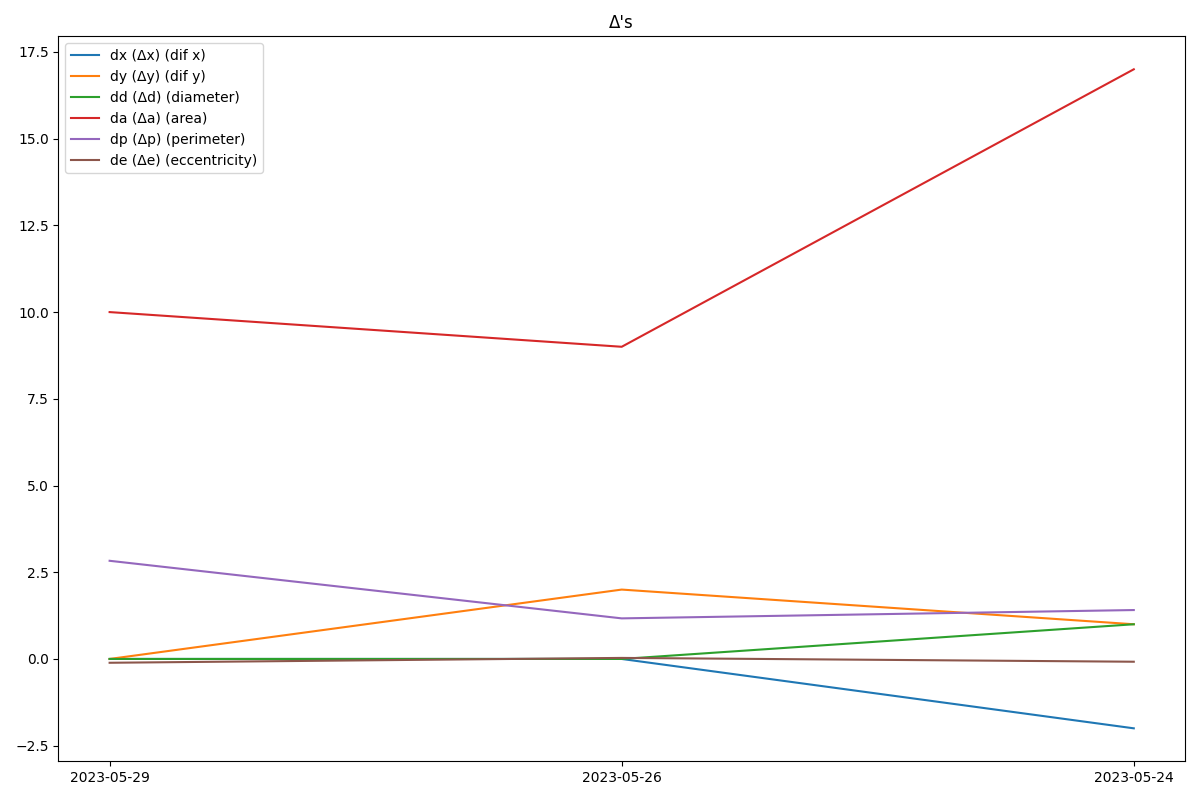 Δ's
dx (Δx) (dif x)
dy (Δy) (dif y)
dd (Δd) (diameter)
da (Δa) (area)
dp (Δp) (perimeter)
de (Δe) (eccentricity)
17.5
15.0
12.5
10.0
7.5
5.0
2.5
0.0
−2.5
2023-05-29 2023-05-26 2023-05-24